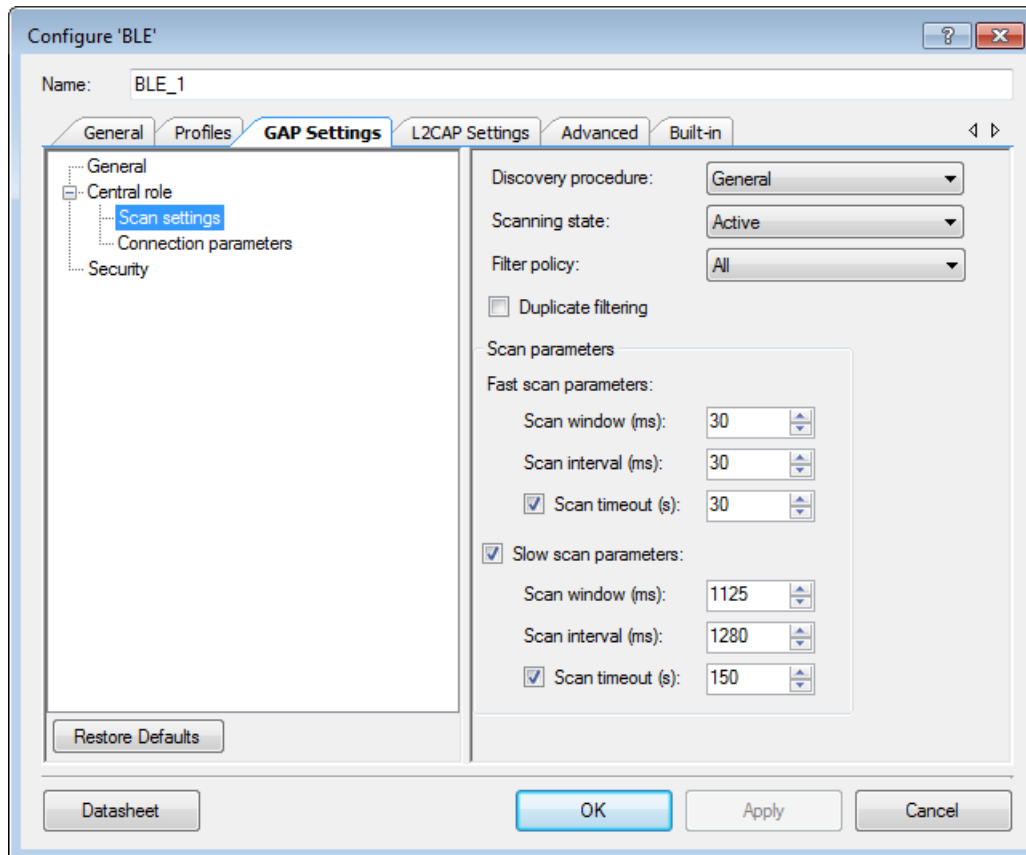 Configure 'BLE'
Name: BLE_1
General Profiles GAP Settings L2CAP Settings Advanced Built-in
General
Central role
Scan settings
Connection parameters
Security
Discovery procedure: General
Scanning state: Active
Filter policy: All
Duplicate filtering
Scan parameters
Fast scan parameters:
Scan window (ms): 30
Scan interval (ms): 30
Scan timeout (s): 30
Slow scan parameters:
Scan window (ms): 1125
Scan interval (ms): 1280
Scan timeout (s): 150
Restore Defaults
Datasheet OK Apply Cancel